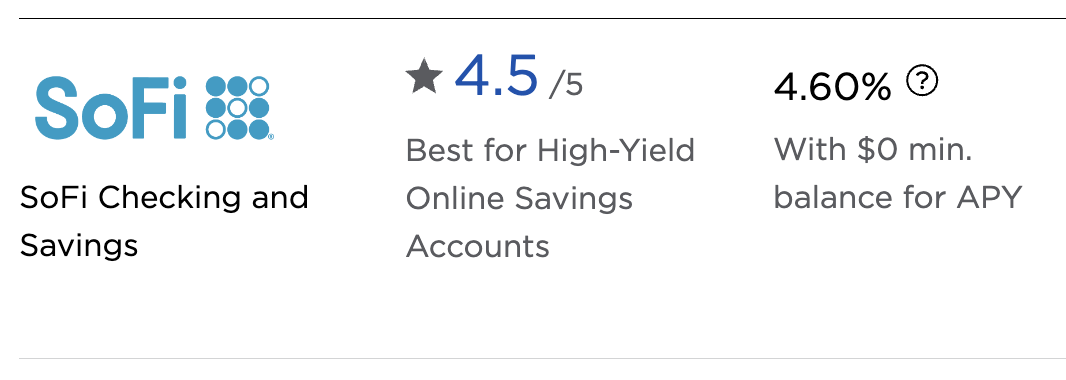 SoFi
SoFi Checking and
Savings
★ 4.5 /5
Best for High-Yield
Online Savings
Accounts
4.60% ?
With $0 min.
balance for APY